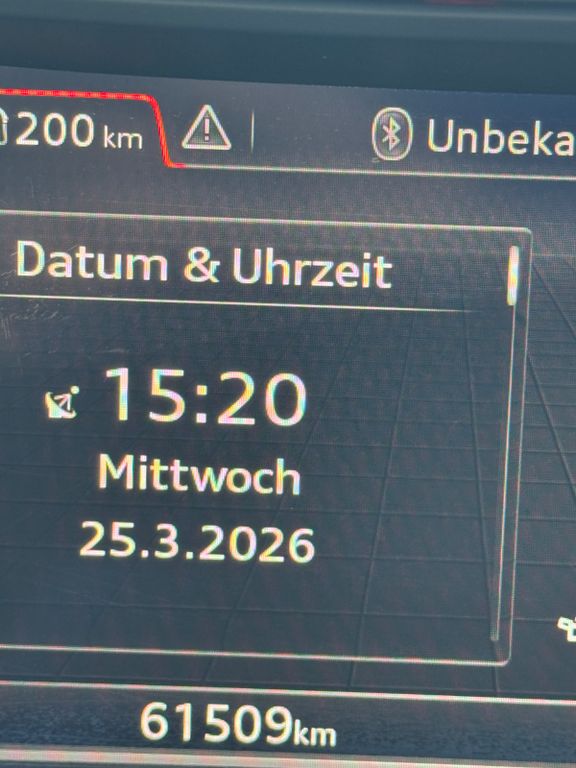 200 km
Unbeka
Datum & Uhrzeit
15:20
Mittwoch
25.3.2026
61509km